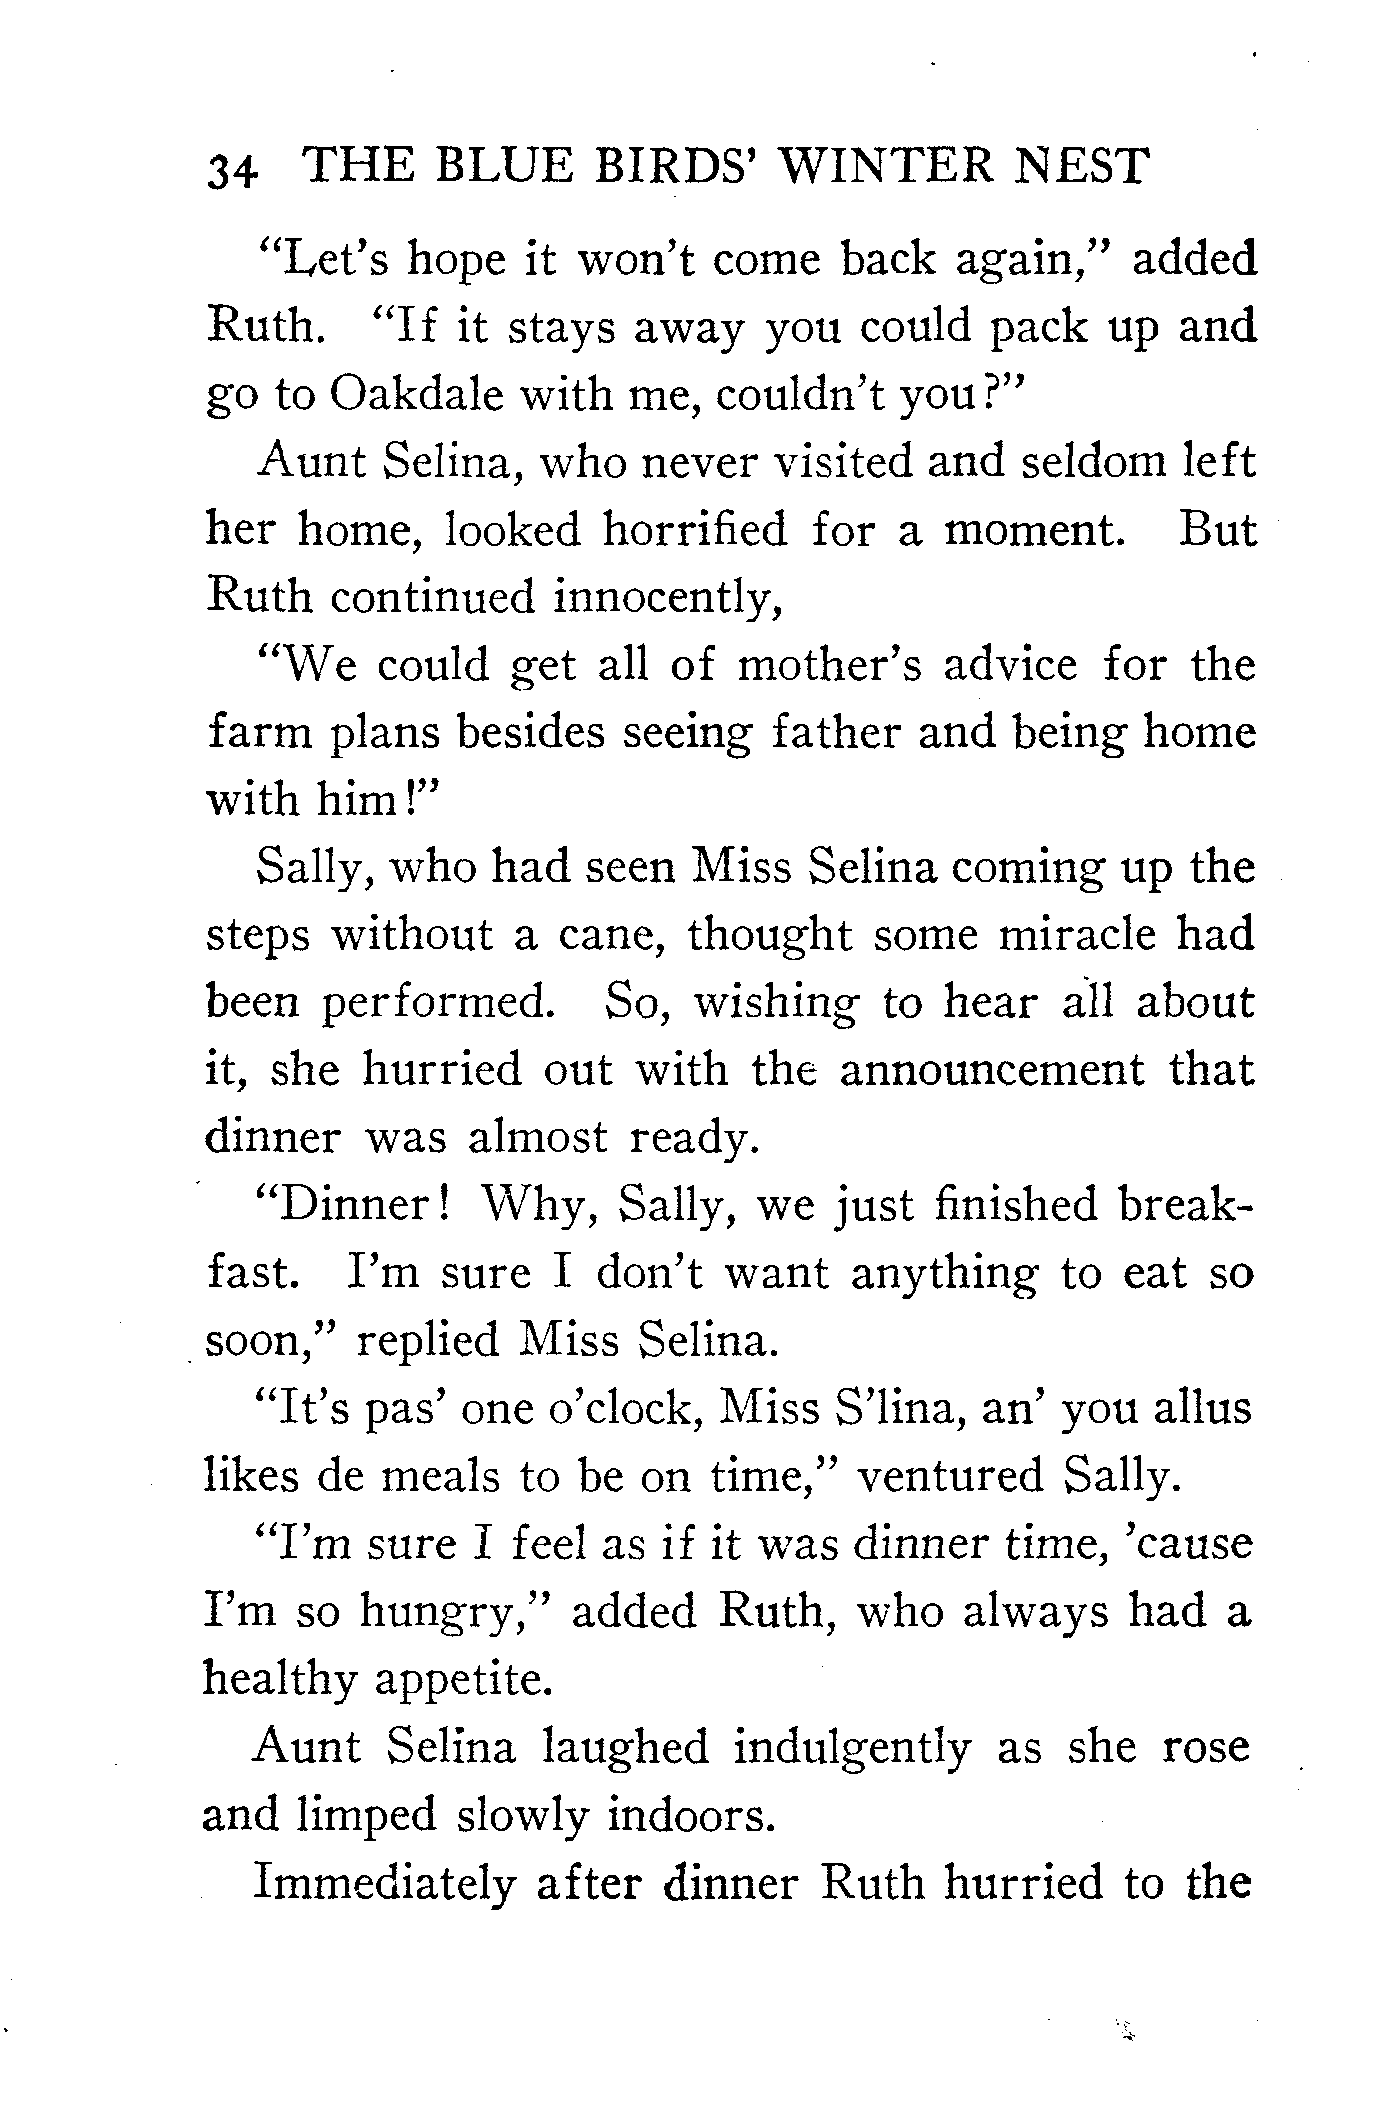 34 THE BLUE BIRDS' WINTER NEST
"Let's hope it won't come back again," added
Ruth. "If it stays away you could pack up and
go to Oakdale with me, couldn't you?"
Aunt Selina, who never visited and seldom left
her home, looked horrified for a moment. But
Ruth continued innocently,
"We could get all of mother's advice for the
farm plans besides seeing father and being home
with him!"
Sally, who had seen Miss Selina coming up the
steps without a cane, thought some miracle had
been performed. So, wishing to hear all about
it, she hurried out with the announcement that
dinner was almost ready.
"Dinner! Why, Sally, we just finished break-
fast. I'm sure I don't want anything to eat so
soon," replied Miss Selina.
"It's pas' one o'clock, Miss S'lina, an' you allus
likes de meals to be on time," ventured Sally.
"I'm sure I feel as if it was dinner time, 'cause
I'm so hungry," added Ruth, who always had a
healthy appetite.
Aunt Selina laughed indulgently as she rose
and limped slowly indoors.
Immediately after dinner Ruth hurried to the